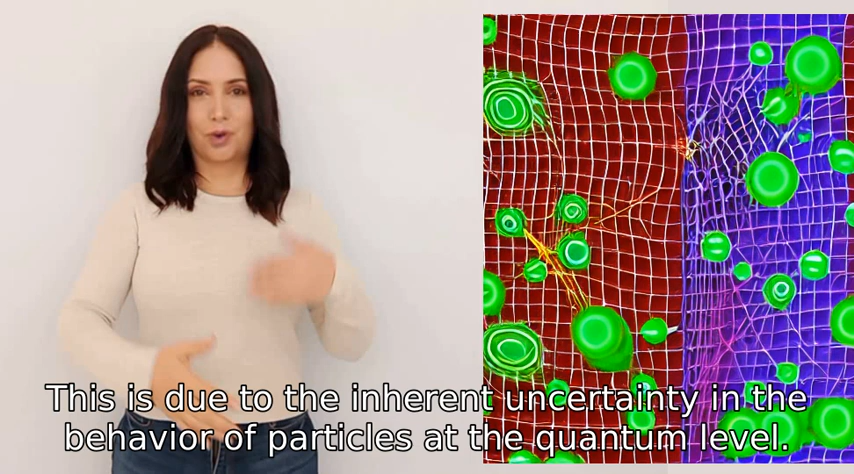 This is due to the inherent uncertainty in the
behavior of particles at the quantum level.